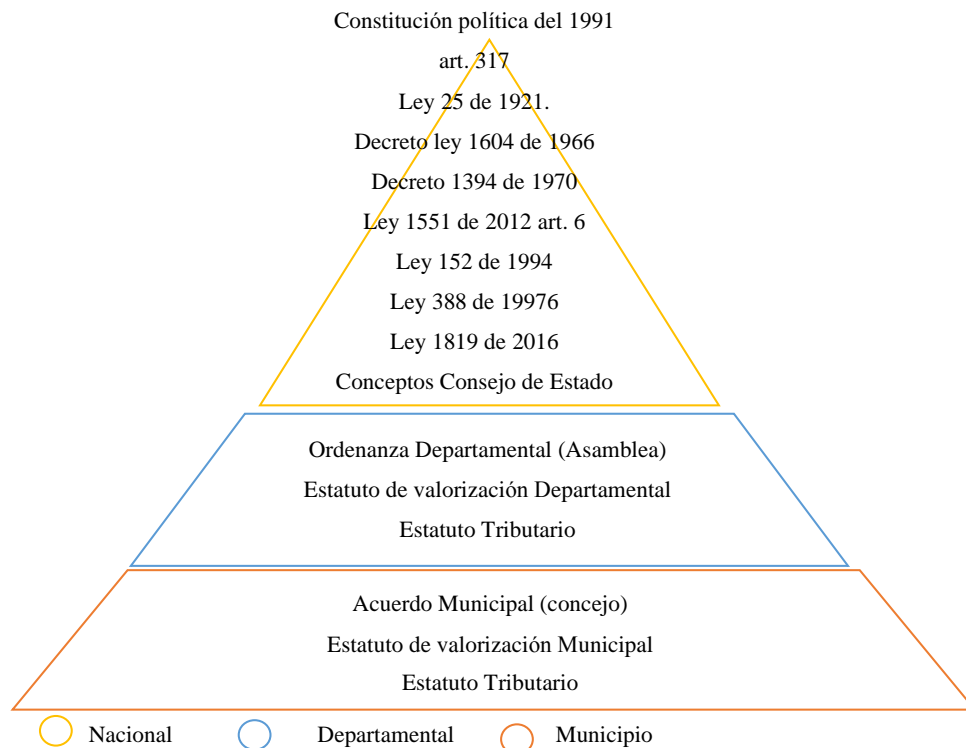 Constitución política del 1991
art. 317
Ley 25 de 1921.
Decreto ley 1604 de 1966
Decreto 1394 de 1970
Ley 1551 de 2012 art. 6
Ley 152 de 1994
Ley 388 de 19976
Ley 1819 de 2016
Conceptos Consejo de Estado
Ordenanza Departamental (Asamblea)
Estatuto de valorización Departamental
Estatuto Tributario
Acuerdo Municipal (concejo)
Estatuto de valorización Municipal
Estatuto Tributario
Nacional Departamental Municipio